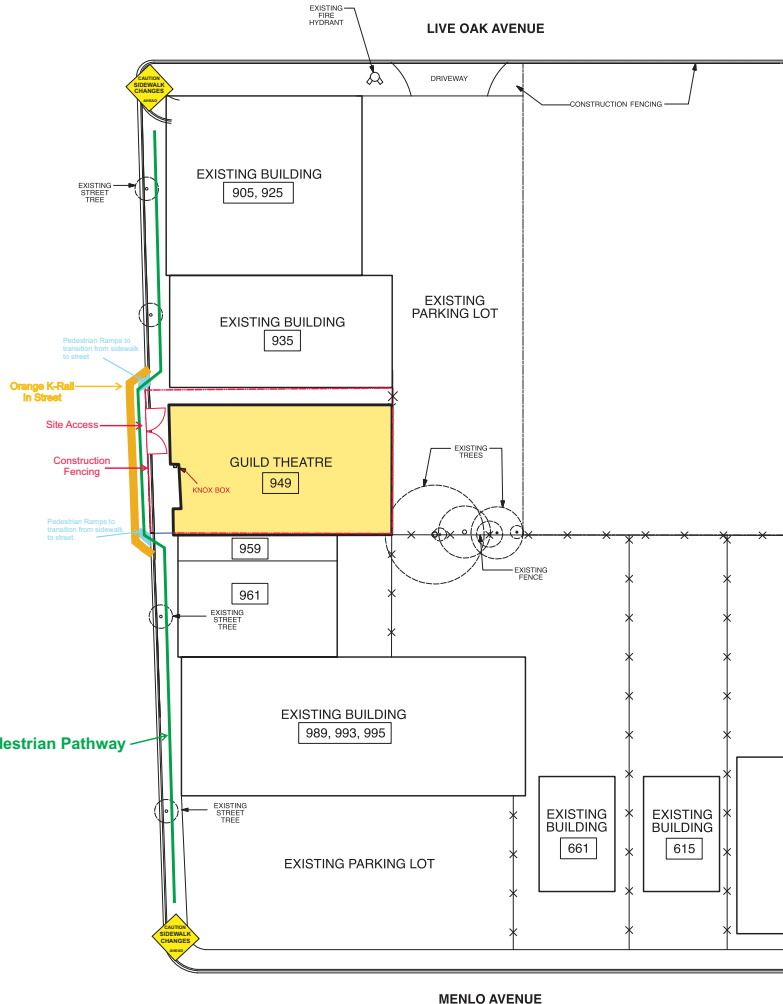 EXISTING
FIRE
HYDRANT
LIVE OAK AVENUE
CAUTION
SIDEWALK
CHANGES
AHEAD
DRIVEWAY
CONSTRUCTION FENCING
EXISTING BUILDING
905, 925
EXISTING
STREET
TREE
EXISTING
PARKING LOT
EXISTING BUILDING
935
Pedestrian Ramps to
transition from sidewalk
to street
Orange K-Rail
in Street
Site Access
Construction
Fencing
GUILD THEATRE
949
KNOX BOX
EXISTING
TREES
Pedestrian Ramps to
transition from sidewalk
to street
959
EXISTING
FENCE
961
EXISTING
STREET
TREE
EXISTING BUILDING
989, 993, 995
destrian Pathway
EXISTING
STREET
TREE
EXISTING
BUILDING
661
EXISTING
BUILDING
615
EXISTING PARKING LOT
CAUTION
SIDEWALK
CHANGES
AHEAD
MENLO AVENUE